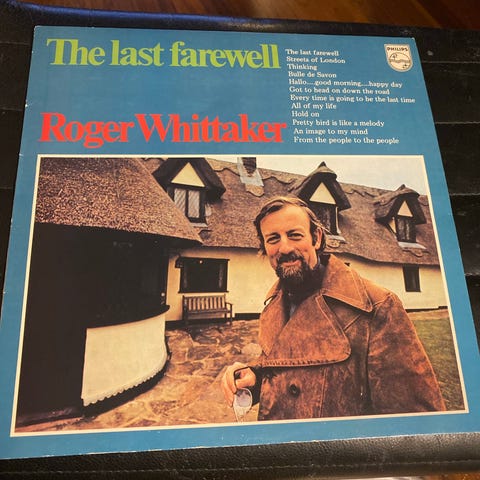 The last farewell
Roger Whittaker
The last farewell
Streets of London
Thinking
Bulle de Savon
Hallo....good morning....happy day
Got to head on down the road
Every time is going to be the last time
All of my life
Hold on
Pretty bird is like a melody
An image to my mind
From the people to the people
PHILIPS